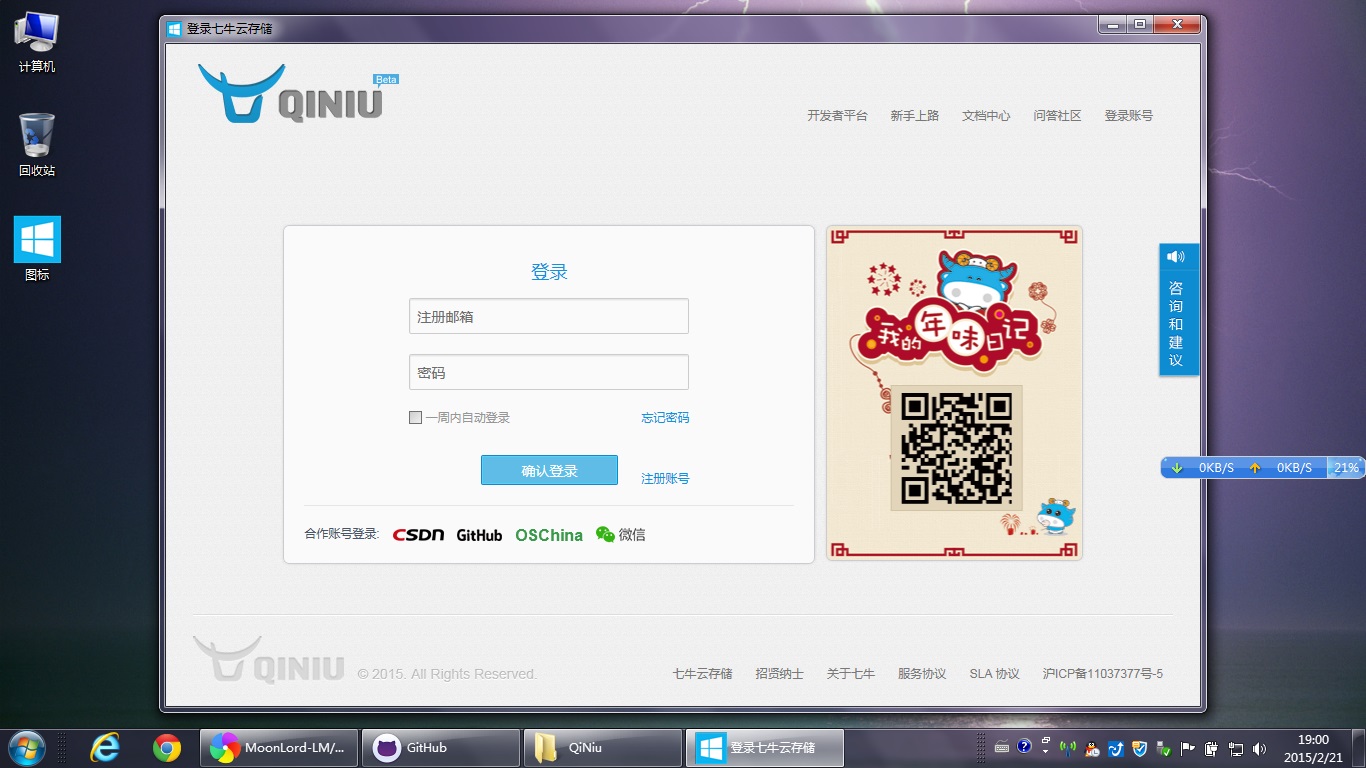 计算机
回收站
图标
登录七牛云存储
QINIU
Beta
开发者平台 新手上路 文档中心 问答社区 登录账号
登录
注册邮箱
密码
一周内自动登录 忘记密码
确认登录 注册账号
合作账号登录: CSDN GitHub OSChina 微信
我的年味日记
咨询和建议
0KB/S 0KB/S 21%
QINIU © 2015. All Rights Reserved.
七牛云存储 招贤纳士 关于七牛 服务协议 SLA 协议 沪ICP备11037377号-5
MoonLord-LM/... GitHub QiNiu 登录七牛云存储
19:00
2015/2/21